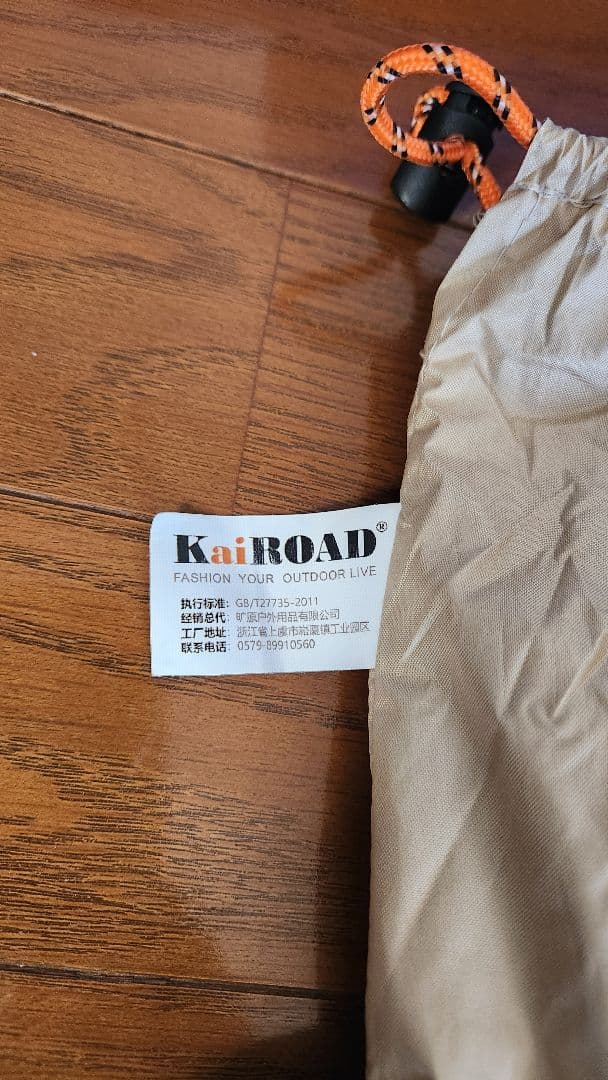 KaiROAD®
FASHION YOUR OUTDOOR LIVE
执行标准: GB/T27735-2011
经销总代: 旷源户外用品有限公司
工厂地址: 浙江省上虞市崧厦镇工业园区
联系电话: 0579-89910560